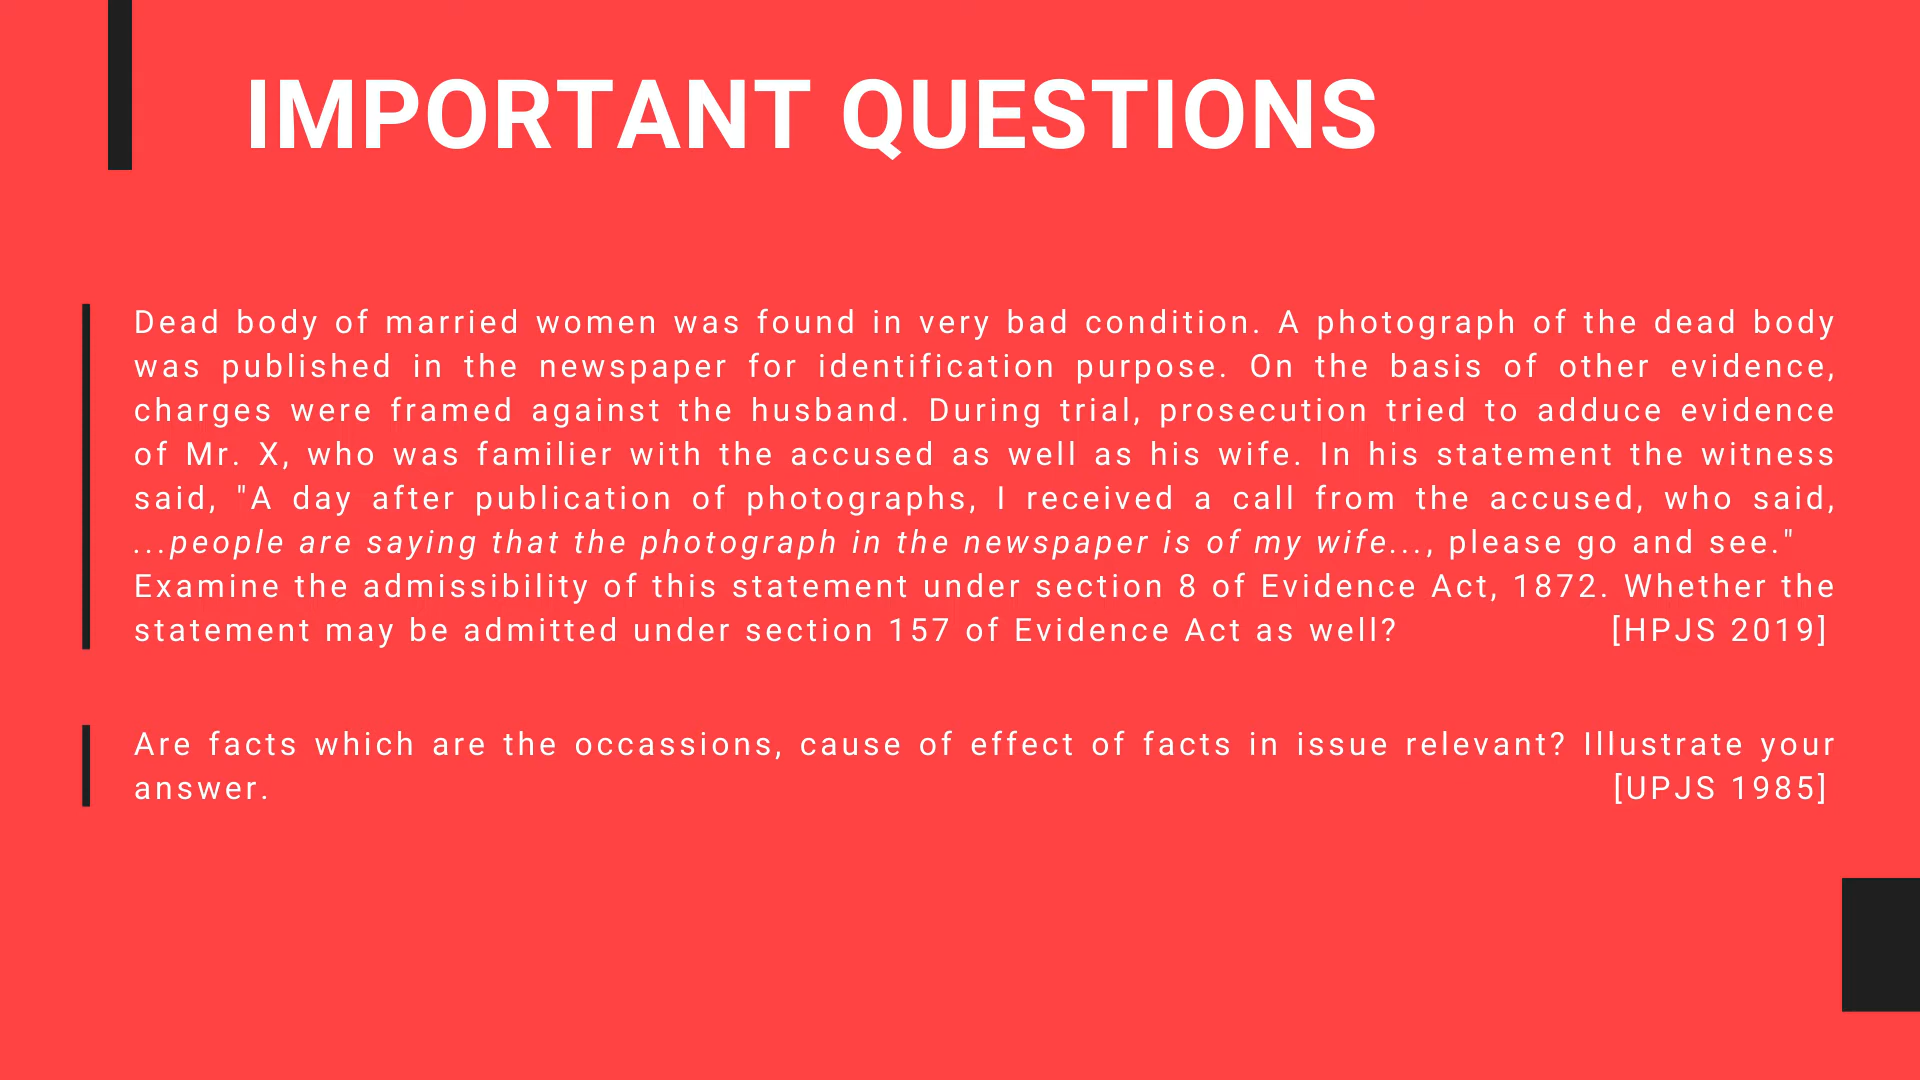 IMPORTANT QUESTIONS
Dead body of married women was found in very bad condition. A photograph of the dead body
was published in the newspaper for identification purpose. On the basis of other evidence,
charges were framed against the husband. During trial, prosecution tried to adduce evidence
of Mr. X, who was familier with the accused as well as his wife. In his statement the witness
said, "A day after publication of photographs, I received a call from the accused, who said,
...people are saying that the photograph in the newspaper is of my wife..., please go and see."
Examine the admissibility of this statement under section 8 of Evidence Act, 1872. Whether the
statement may be admitted under section 157 of Evidence Act as well? [HPJS 2019]
Are facts which are the occassions, cause of effect of facts in issue relevant? Illustrate your
answer. [UPJS 1985]